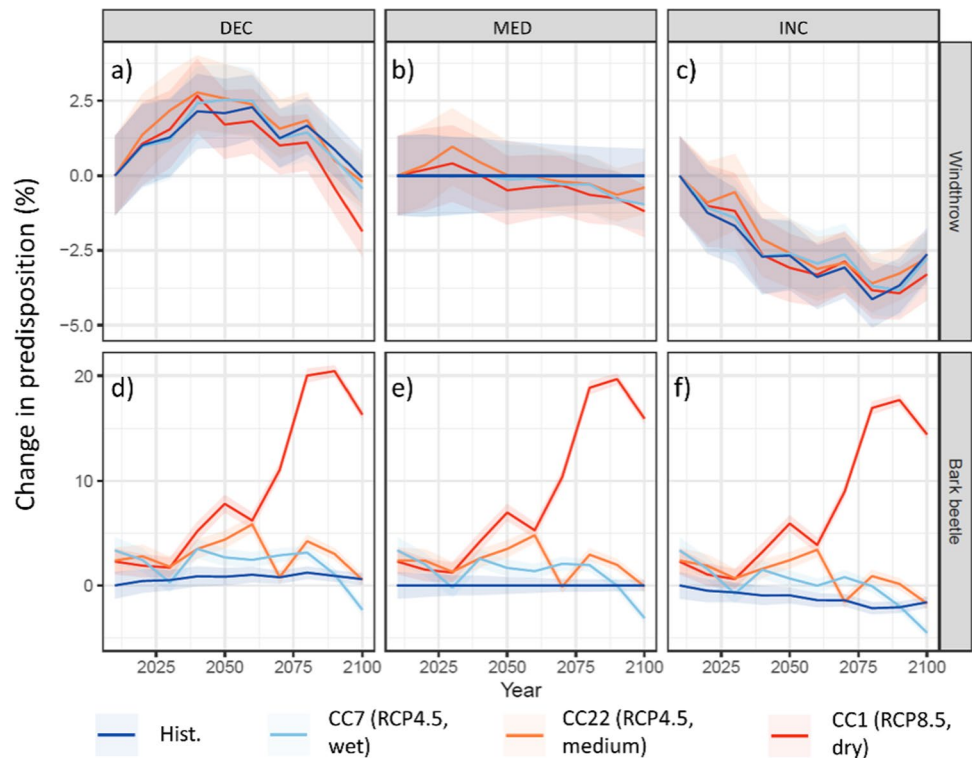 DEC MED INC
a) b) c)
2.5
0.0
−2.5
−5.0
Windthrow
Change in predisposition (%)
d) e) f)
20
10
0
Bark beetle
2025 2050 2075 2100 2025 2050 2075 2100 2025 2050 2075 2100
Year
Hist.
CC7 (RCP4.5,
wet)
CC22 (RCP4.5,
medium)
CC1 (RCP8.5,
dry)